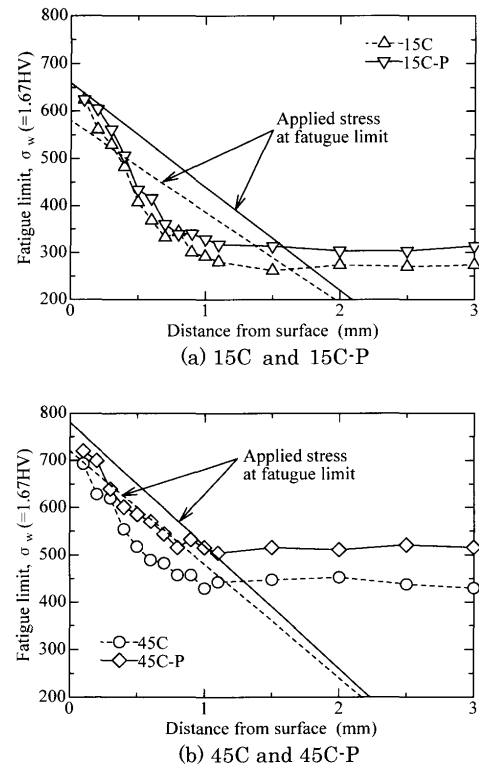 800
700
600
500
400
300
200
Fatigue limit, σw (=1.67HV)
15C
15C-P
Applied stress
at fatugue limit
0 1 2 3
Distance from surface (mm)
(a) 15C and 15C-P
800
700
600
500
400
300
200
Fatigue limit, σw (=1.67HV)
Applied stress
at fatugue limit
45C
45C-P
0 1 2 3
Distance from surface (mm)
(b) 45C and 45C-P